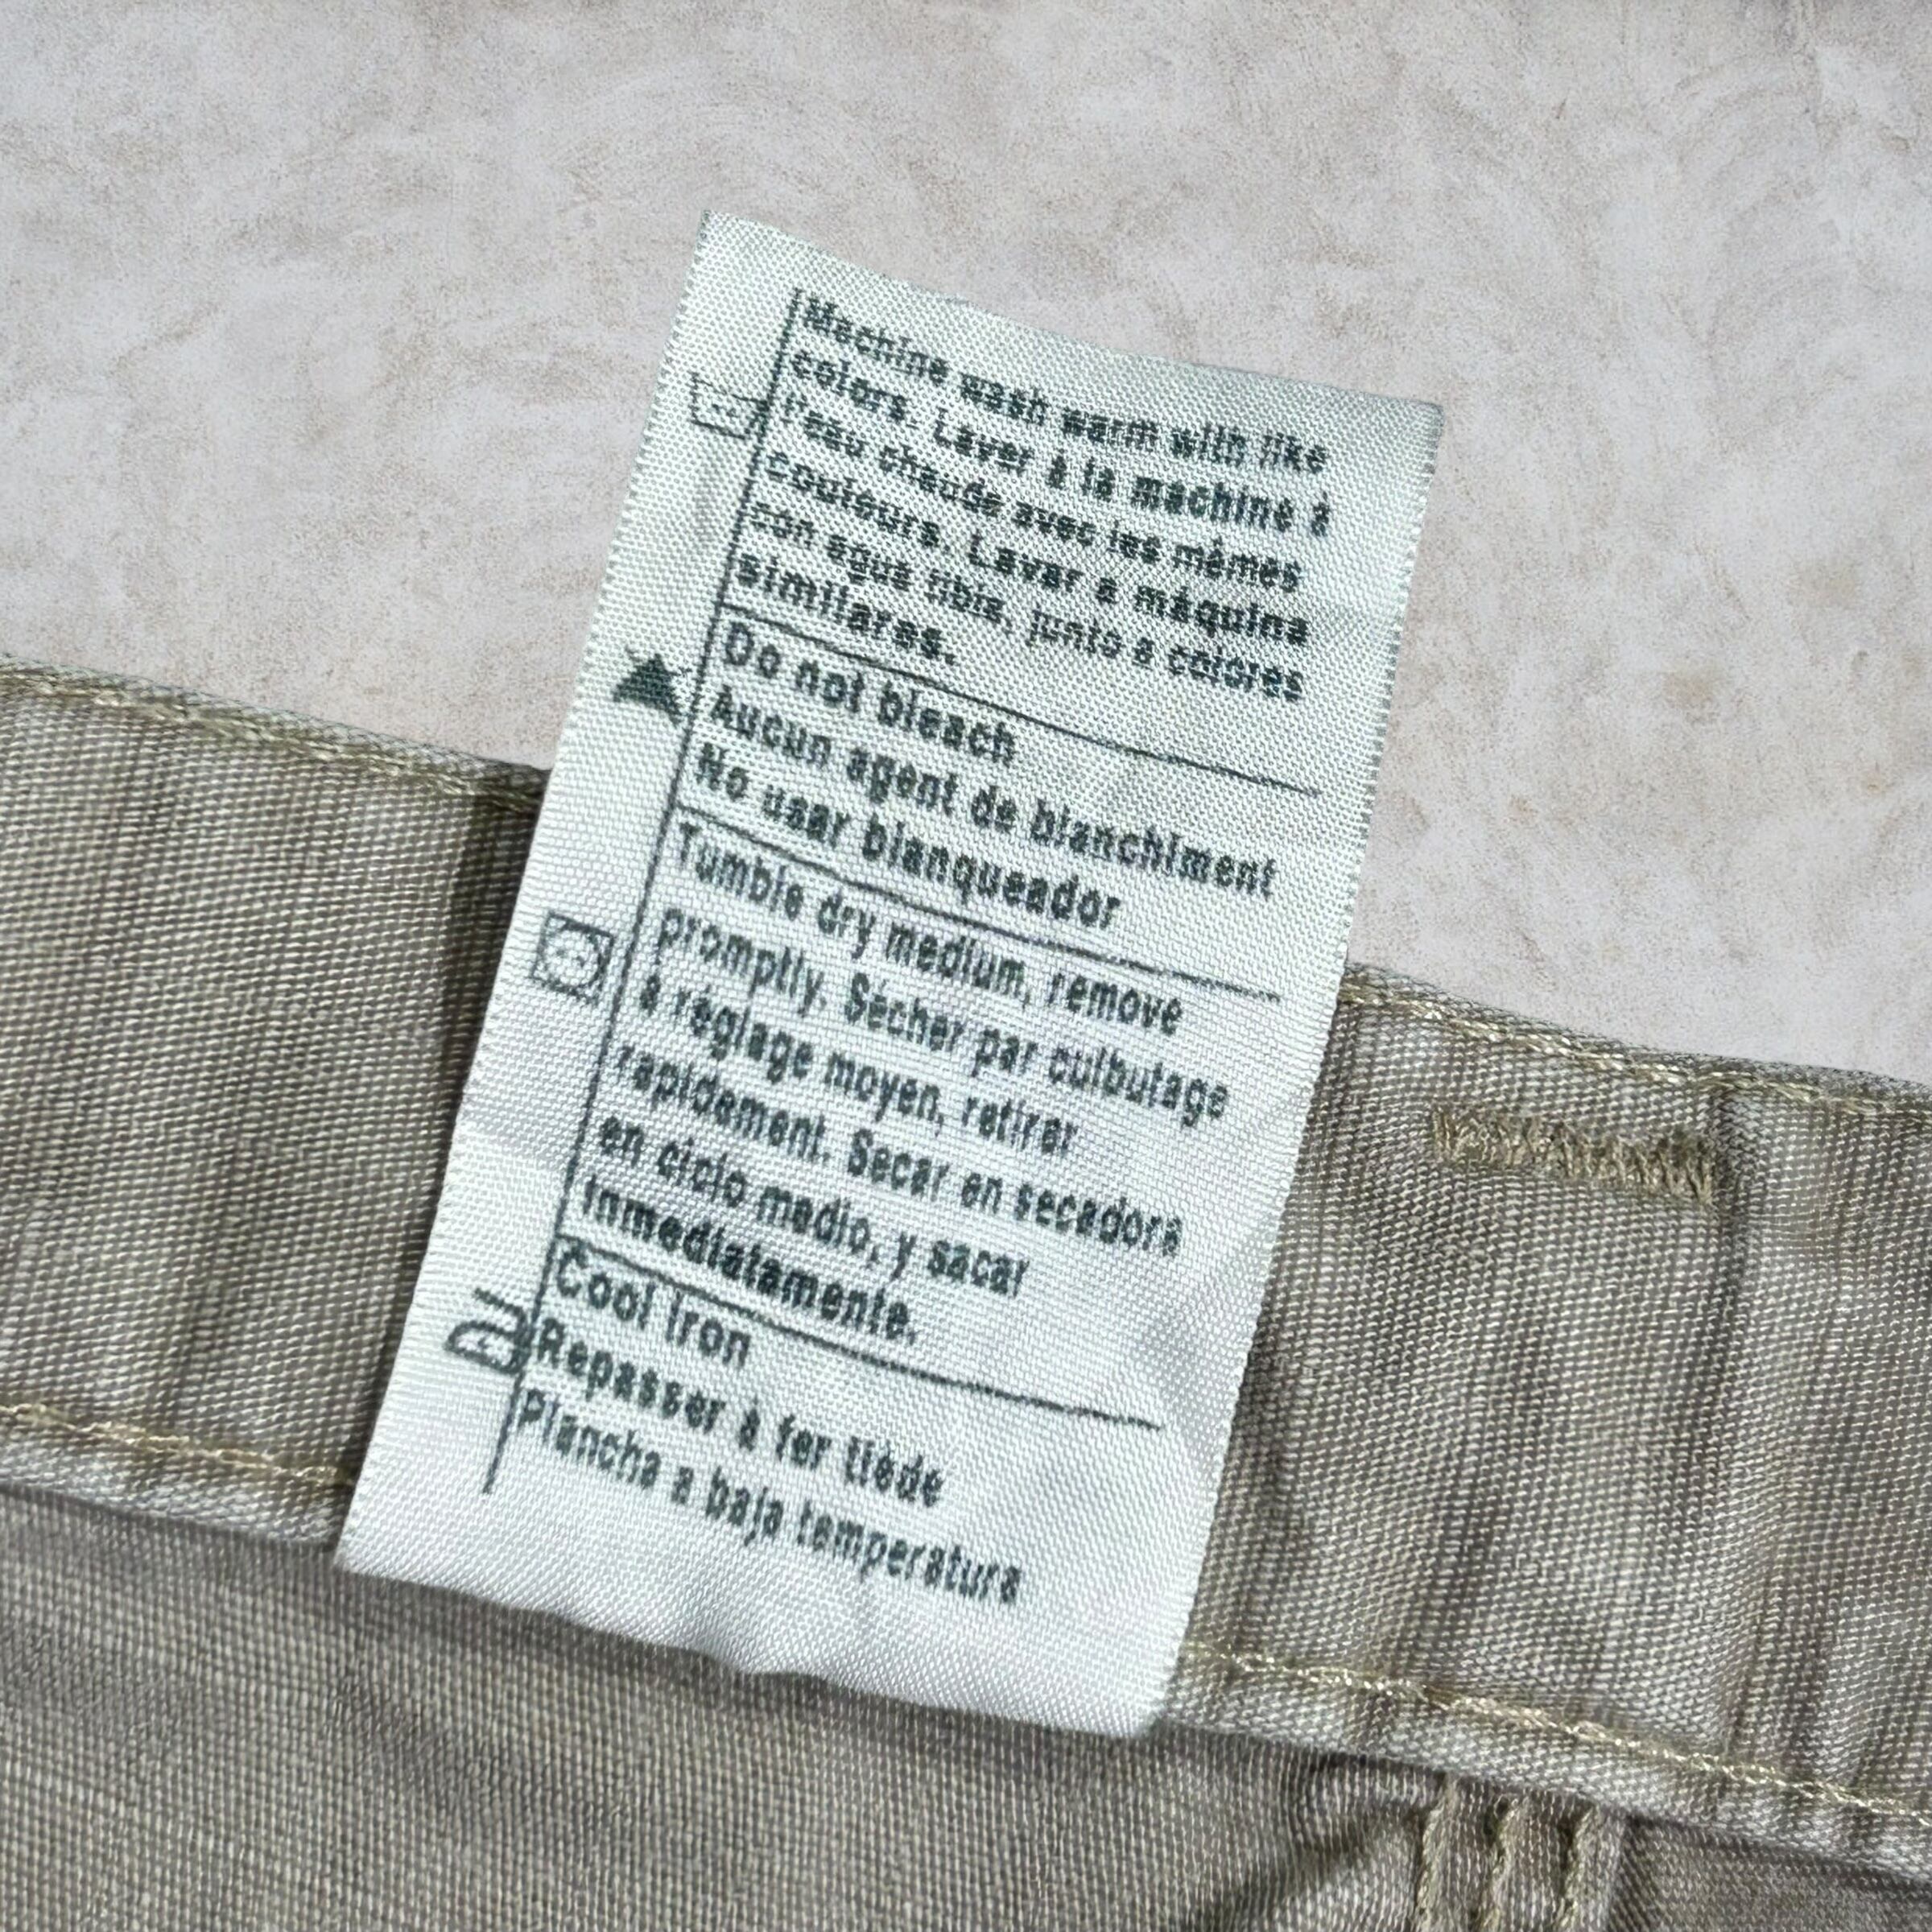 Machine wash warm with like
colors. Laver à la machine à
l'eau chaude avec les mêmes
couleurs. Lavar a máquina
con agua tibia, junto a colores
similares.
Do not bleach
Aucun agent de blanchiment
No usar blanqueador
Tumble dry medium, remove
promptly. Sécher par culbutage
à réglage moyen, retirer
rapidement. Secar en secadora
en ciclo medio, y sacar
inmediatamente.
Cool iron
Repasser à fer tiède
Plancha a baja temperatura